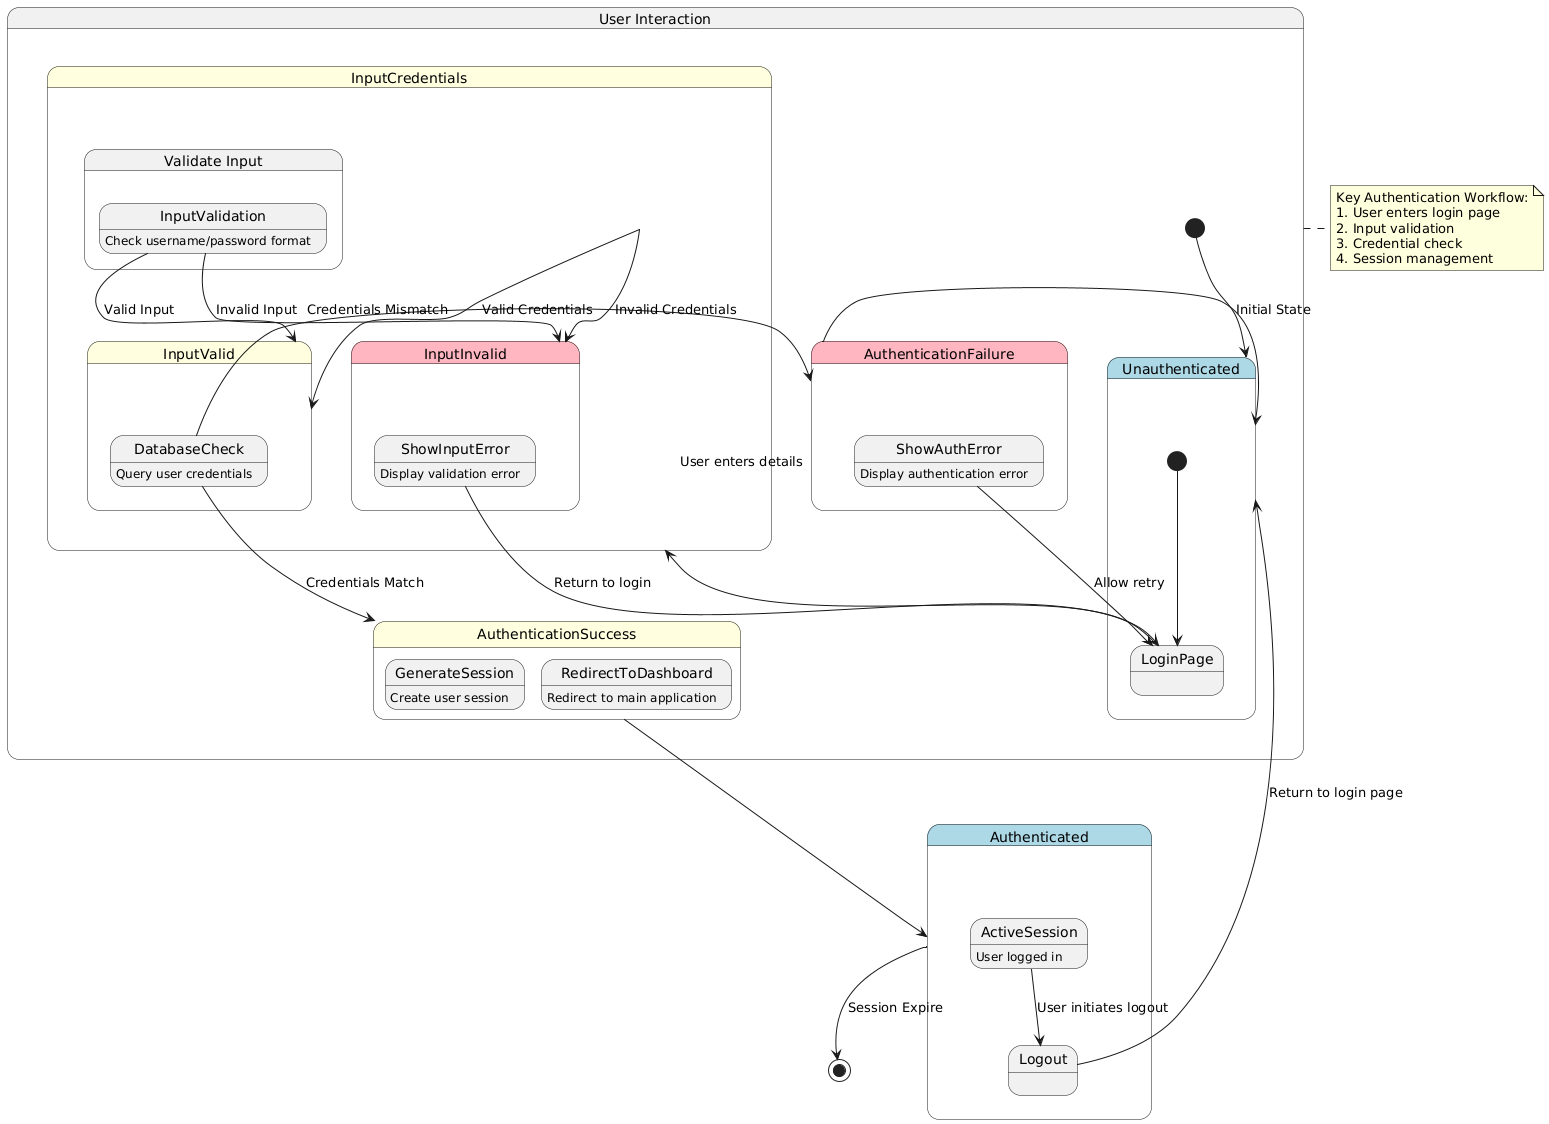 User Interaction
InputCredentials
Validate Input
InputValidation
Check username/password format
Key Authentication Workflow:
1. User enters login page
2. Input validation
3. Credential check
4. Session management
Valid Input
Invalid Input
Credentials Mismatch
Valid Credentials
Invalid Credentials
Initial State
InputValid
InputInvalid
AuthenticationFailure
Unauthenticated
DatabaseCheck
Query user credentials
ShowInputError
Display validation error
User enters details
ShowAuthError
Display authentication error
Credentials Match
Return to login
Allow retry
AuthenticationSuccess
GenerateSession
Create user session
RedirectToDashboard
Redirect to main application
LoginPage
Return to login page
Authenticated
ActiveSession
User logged in
Session Expire
User initiates logout
Logout